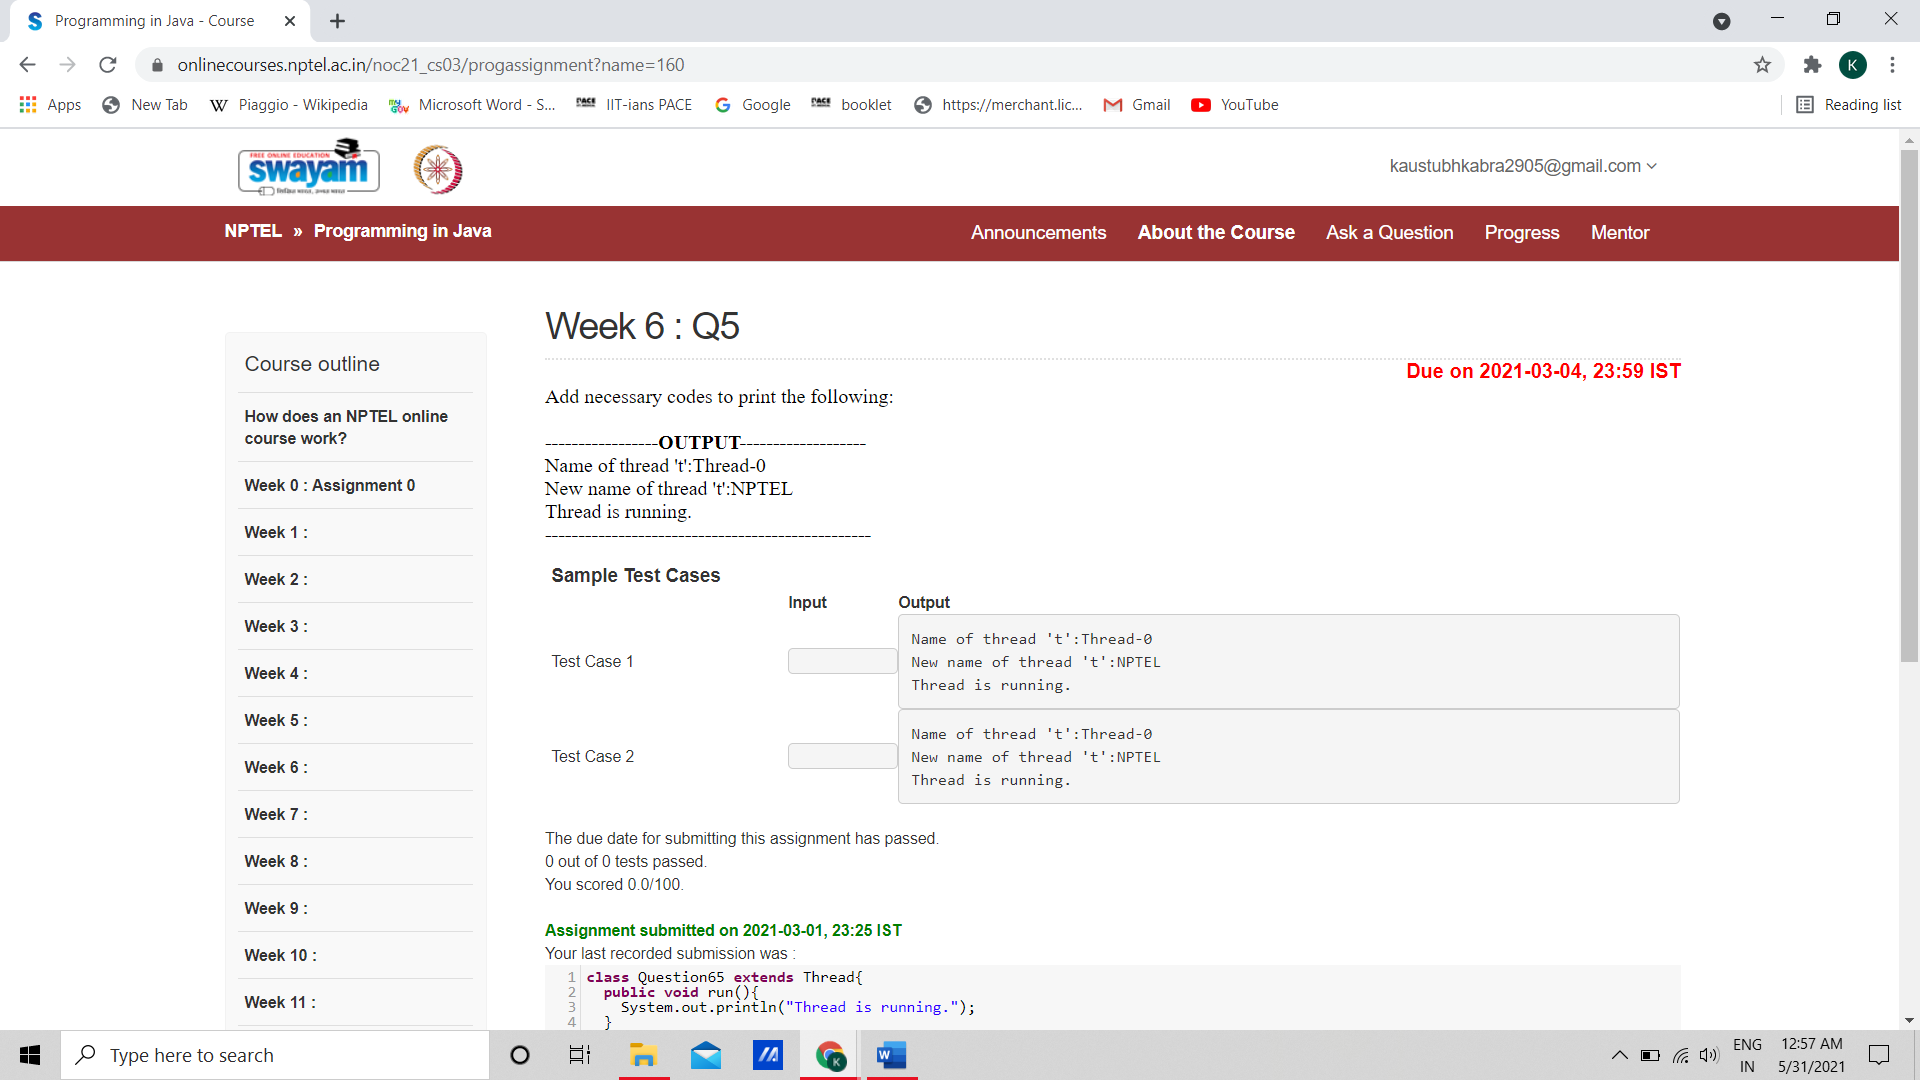 Programming in Java - Course
onlinecourses.nptel.ac.in/noc21_cs03/progassignment?name=160
K
Apps
New Tab
W Piaggio - Wikipedia
Microsoft Word - S...
PACE IIT-ians PACE
Google
PACE booklet
https://merchant.lic...
Gmail
YouTube
Reading list
FREE ONLINE EDUCATION
swayam
kaustubhkabra2905@gmail.com
NPTEL » Programming in Java
Announcements
About the Course
Ask a Question
Progress
Mentor
Course outline
How does an NPTEL online
course work?
Week 0 : Assignment 0
Week 1 :
Week 2 :
Week 3 :
Week 4 :
Week 5 :
Week 6 :
Week 7 :
Week 8 :
Week 9 :
Week 10 :
Week 11 :
Week 6 : Q5
Due on 2021-03-04, 23:59 IST
Add necessary codes to print the following:
-----------------OUTPUT-------------------
Name of thread 't':Thread-0
New name of thread 't':NPTEL
Thread is running.
-------------------------------------------------
Sample Test Cases
Input Output
Test Case 1
Name of thread 't':Thread-0
New name of thread 't':NPTEL
Thread is running.
Test Case 2
Name of thread 't':Thread-0
New name of thread 't':NPTEL
Thread is running.
The due date for submitting this assignment has passed.
0 out of 0 tests passed.
You scored 0.0/100.
Assignment submitted on 2021-03-01, 23:25 IST
Your last recorded submission was :
1 class Question65 extends Thread{
2 public void run(){
3 System.out.println("Thread is running.");
4 }
Type here to search
ENG
IN
12:57 AM
5/31/2021